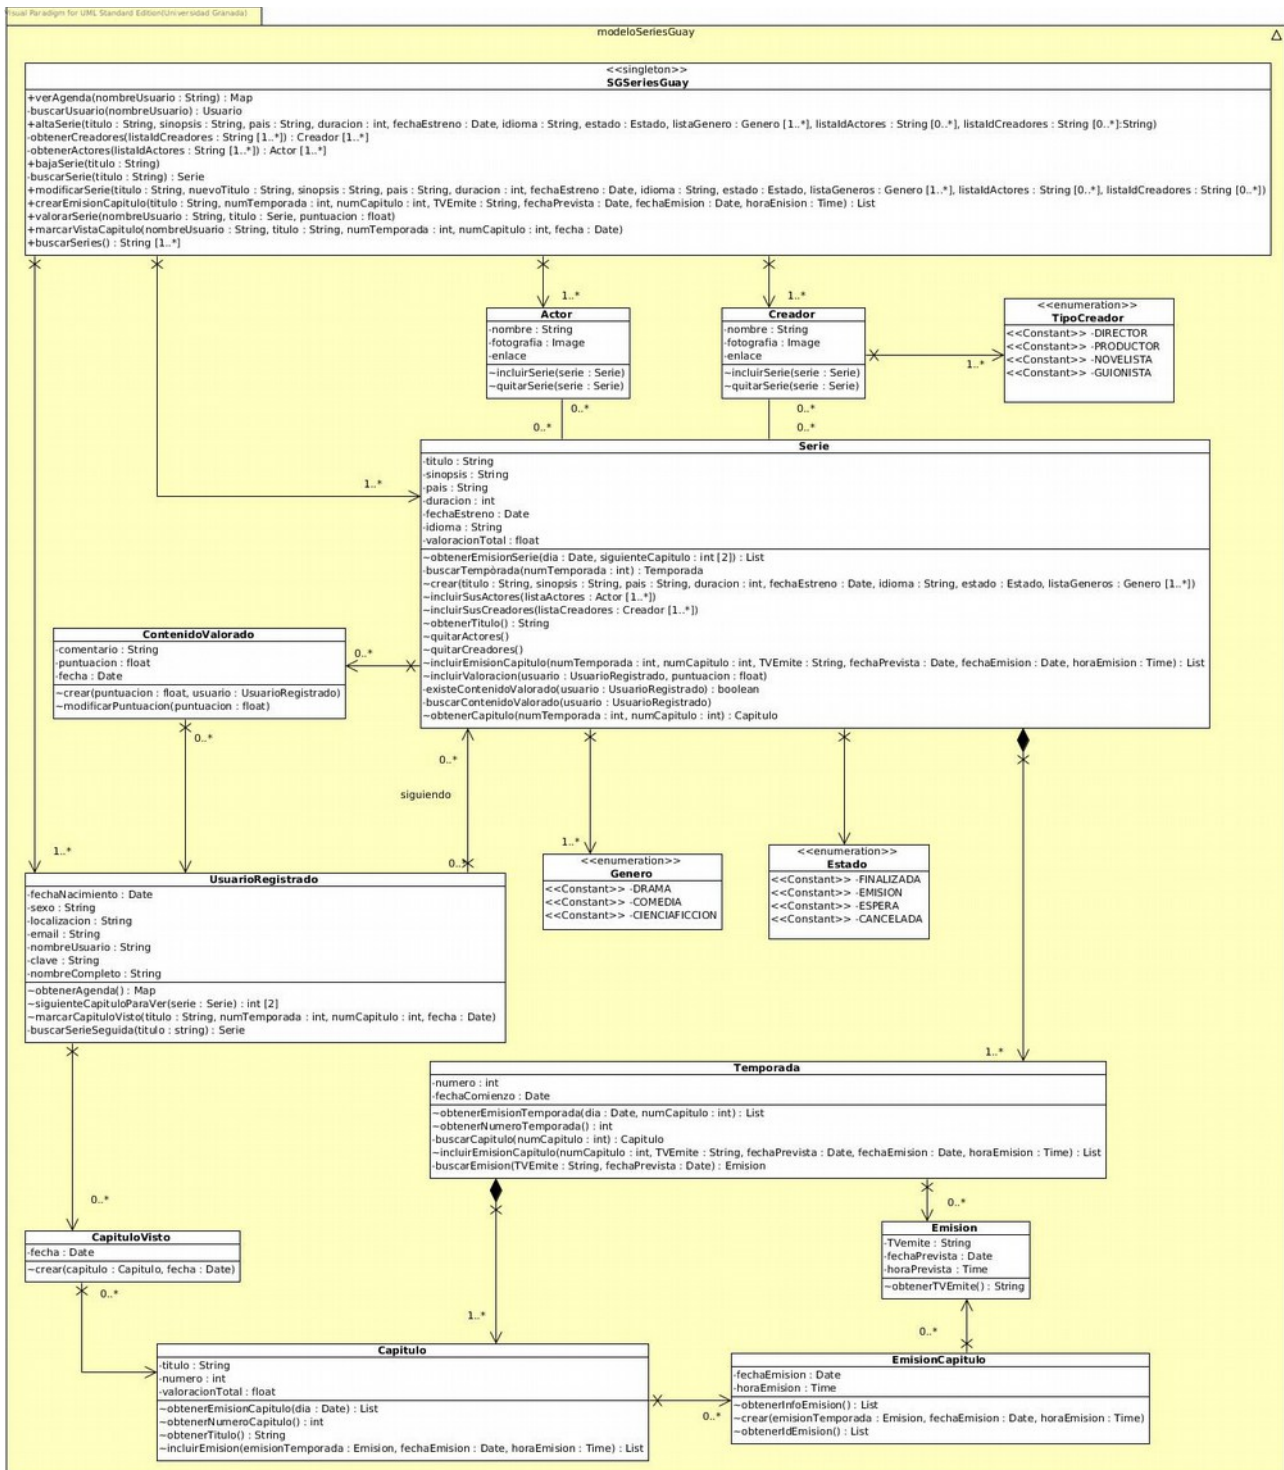 Visual Paradigm for UML Standard Edition(Universidad Granada)
modeloSeriesGuay
<<singleton>>
SGSeriesGuay
+verAgenda(nombreUsuario : String) : Map
-buscarUsuario(nombreUsuario) : Usuario
+altaSerie(titulo : String, sinopsis : String, pais : String, duracion : int, fechaEstreno : Date, idioma : String, estado : Estado, listaGenero : Genero [1..*], listaIdActores : String [0..*], listaIdCreadores : String [0..*]:String)
-obtenerCreadores(listaIdCreadores : String [1..*]) : Creador [1..*]
-obtenerActores(listaIdActores : String [1..*]) : Actor [1..*]
+bajaSerie(titulo : String)
-buscarSerie(titulo : String) : Serie
+modificarSerie(titulo : String, nuevoTitulo : String, sinopsis : String, pais : String, duracion : int, fechaEstreno : Date, idioma : String, estado : Estado, listaGeneros : Genero [1..*], listaIdActores : String [0..*], listaIdCreadores : String [0..*])
+crearEmisionCapitulo(titulo : String, numTemporada : int, numCapitulo : int, TVEmite : String, fechaPrevista : Date, fechaEmision : Date, horaEnision : Time) : List
+valorarSerie(nombreUsuario : String, titulo : Serie, puntuacion : float)
+marcarVistaCapitulo(nombreUsuario : String, titulo : String, numTemporada : int, numCapitulo : int, fecha : Date)
+buscarSeries() : String [1..*]
1..*
1..*
Actor
-nombre : String
-fotografia : Image
-enlace
~incluirSerie(serie : Serie)
~quitarSerie(serie : Serie)
Creador
-nombre : String
-fotografia : Image
-enlace
~incluirSerie(serie : Serie)
~quitarSerie(serie : Serie)
1..*
<<enumeration>>
TipoCreador
<<Constant>> -DIRECTOR
<<Constant>> -PRODUCTOR
<<Constant>> -NOVELISTA
<<Constant>> -GUIONISTA
0..*
0..*
0..*
0..*
1..*
Serie
-titulo : String
-sinopsis : String
-pais : String
-duracion : int
-fechaEstreno : Date
-idioma : String
-valoracionTotal : float
~obtenerEmisionSerie(dia : Date, siguienteCapitulo : int [2]) : List
-buscarTemporada(numTemporada : int) : Temporada
~crear(titulo : String, sinopsis : String, pais : String, duracion : int, fechaEstreno : Date, idioma : String, estado : Estado, listaGeneros : Genero [1..*])
~incluirSusActores(listaActores : Actor [1..*])
~incluirSusCreadores(listaCreadores : Creador [1..*])
~obtenerTitulo() : String
~quitarActores()
~quitarCreadores()
~incluirEmisionCapitulo(numTemporada : int, numCapitulo : int, TVEmite : String, fechaPrevista : Date, fechaEmision : Date, horaEmision : Time) : List
~incluirValoracion(usuario : UsuarioRegistrado, puntuacion : float)
-existeContenidoValorado(usuario : UsuarioRegistrado) : boolean
-buscarContenidoValorado(usuario : UsuarioRegistrado)
~obtenerCapitulo(numTemporada : int, numCapitulo : int) : Capitulo
ContenidoValorado
-comentario : String
-puntuacion : float
-fecha : Date
~crear(puntuacion : float, usuario : UsuarioRegistrado)
~modificarPuntuacion(puntuacion : float)
0..*
0..*
0..*
siguiendo
0..*
1..*
1..*
<<enumeration>>
Genero
<<Constant>> -DRAMA
<<Constant>> -COMEDIA
<<Constant>> -CIENCIAFICCION
<<enumeration>>
Estado
<<Constant>> -FINALIZADA
<<Constant>> -EMISION
<<Constant>> -ESPERA
<<Constant>> -CANCELADA
UsuarioRegistrado
-fechaNacimiento : Date
-sexo : String
-localizacion : String
-email : String
-nombreUsuario : String
-clave : String
-nombreCompleto : String
~obtenerAgenda() : Map
~siguienteCapituloParaVer(serie : Serie) : int [2]
~marcarCapituloVisto(titulo : String, numTemporada : int, numCapitulo : int, fecha : Date)
-buscarSerieSeguida(titulo : string) : Serie
1..*
Temporada
-numero : int
-fechaComienzo : Date
~obtenerEmisionTemporada(dia : Date, numCapitulo : int) : List
~obtenerNumeroTemporada() : int
-buscarCapitulo(numCapitulo : int) : Capitulo
~incluirEmisionCapitulo(numCapitulo : int, TVEmite : String, fechaPrevista : Date, fechaEmision : Date, horaEmision : Time) : List
-buscarEmision(TVEmite : String, fechaPrevista : Date) : Emision
0..*
0..*
CapituloVisto
-fecha : Date
~crear(capitulo : Capitulo, fecha : Date)
0..*
Emision
-TVemite : String
-fechaPrevista : Date
-horaPrevista : Time
~obtenerTVEmite() : String
1..*
0..*
Capitulo
-titulo : String
-numero : int
-valoracionTotal : float
~obtenerEmisionCapitulo(dia : Date) : List
~obtenerNumeroCapitulo() : int
~obtenerTitulo() : String
~incluirEmision(emisionTemporada : Emision, fechaEmision : Date, horaEmision : Time) : List
0..*
EmisionCapitulo
-fechaEmision : Date
-horaEmision : Time
~obtenerInfoEmision() : List
~crear(emisionTemporada : Emision, fechaEmision : Date, horaEmision : Time)
~obtenerIdEmision() : List